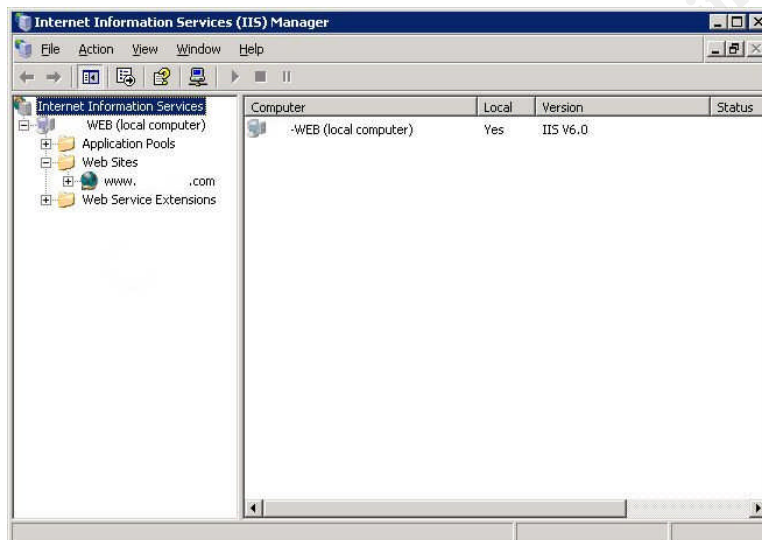 Internet Information Services (IIS) Manager
File Action View Window Help
Internet Information Services
WEB (local computer)
Application Pools
Web Sites
www. .com
Web Service Extensions
Computer Local Version Status
-WEB (local computer) Yes IIS V6.0